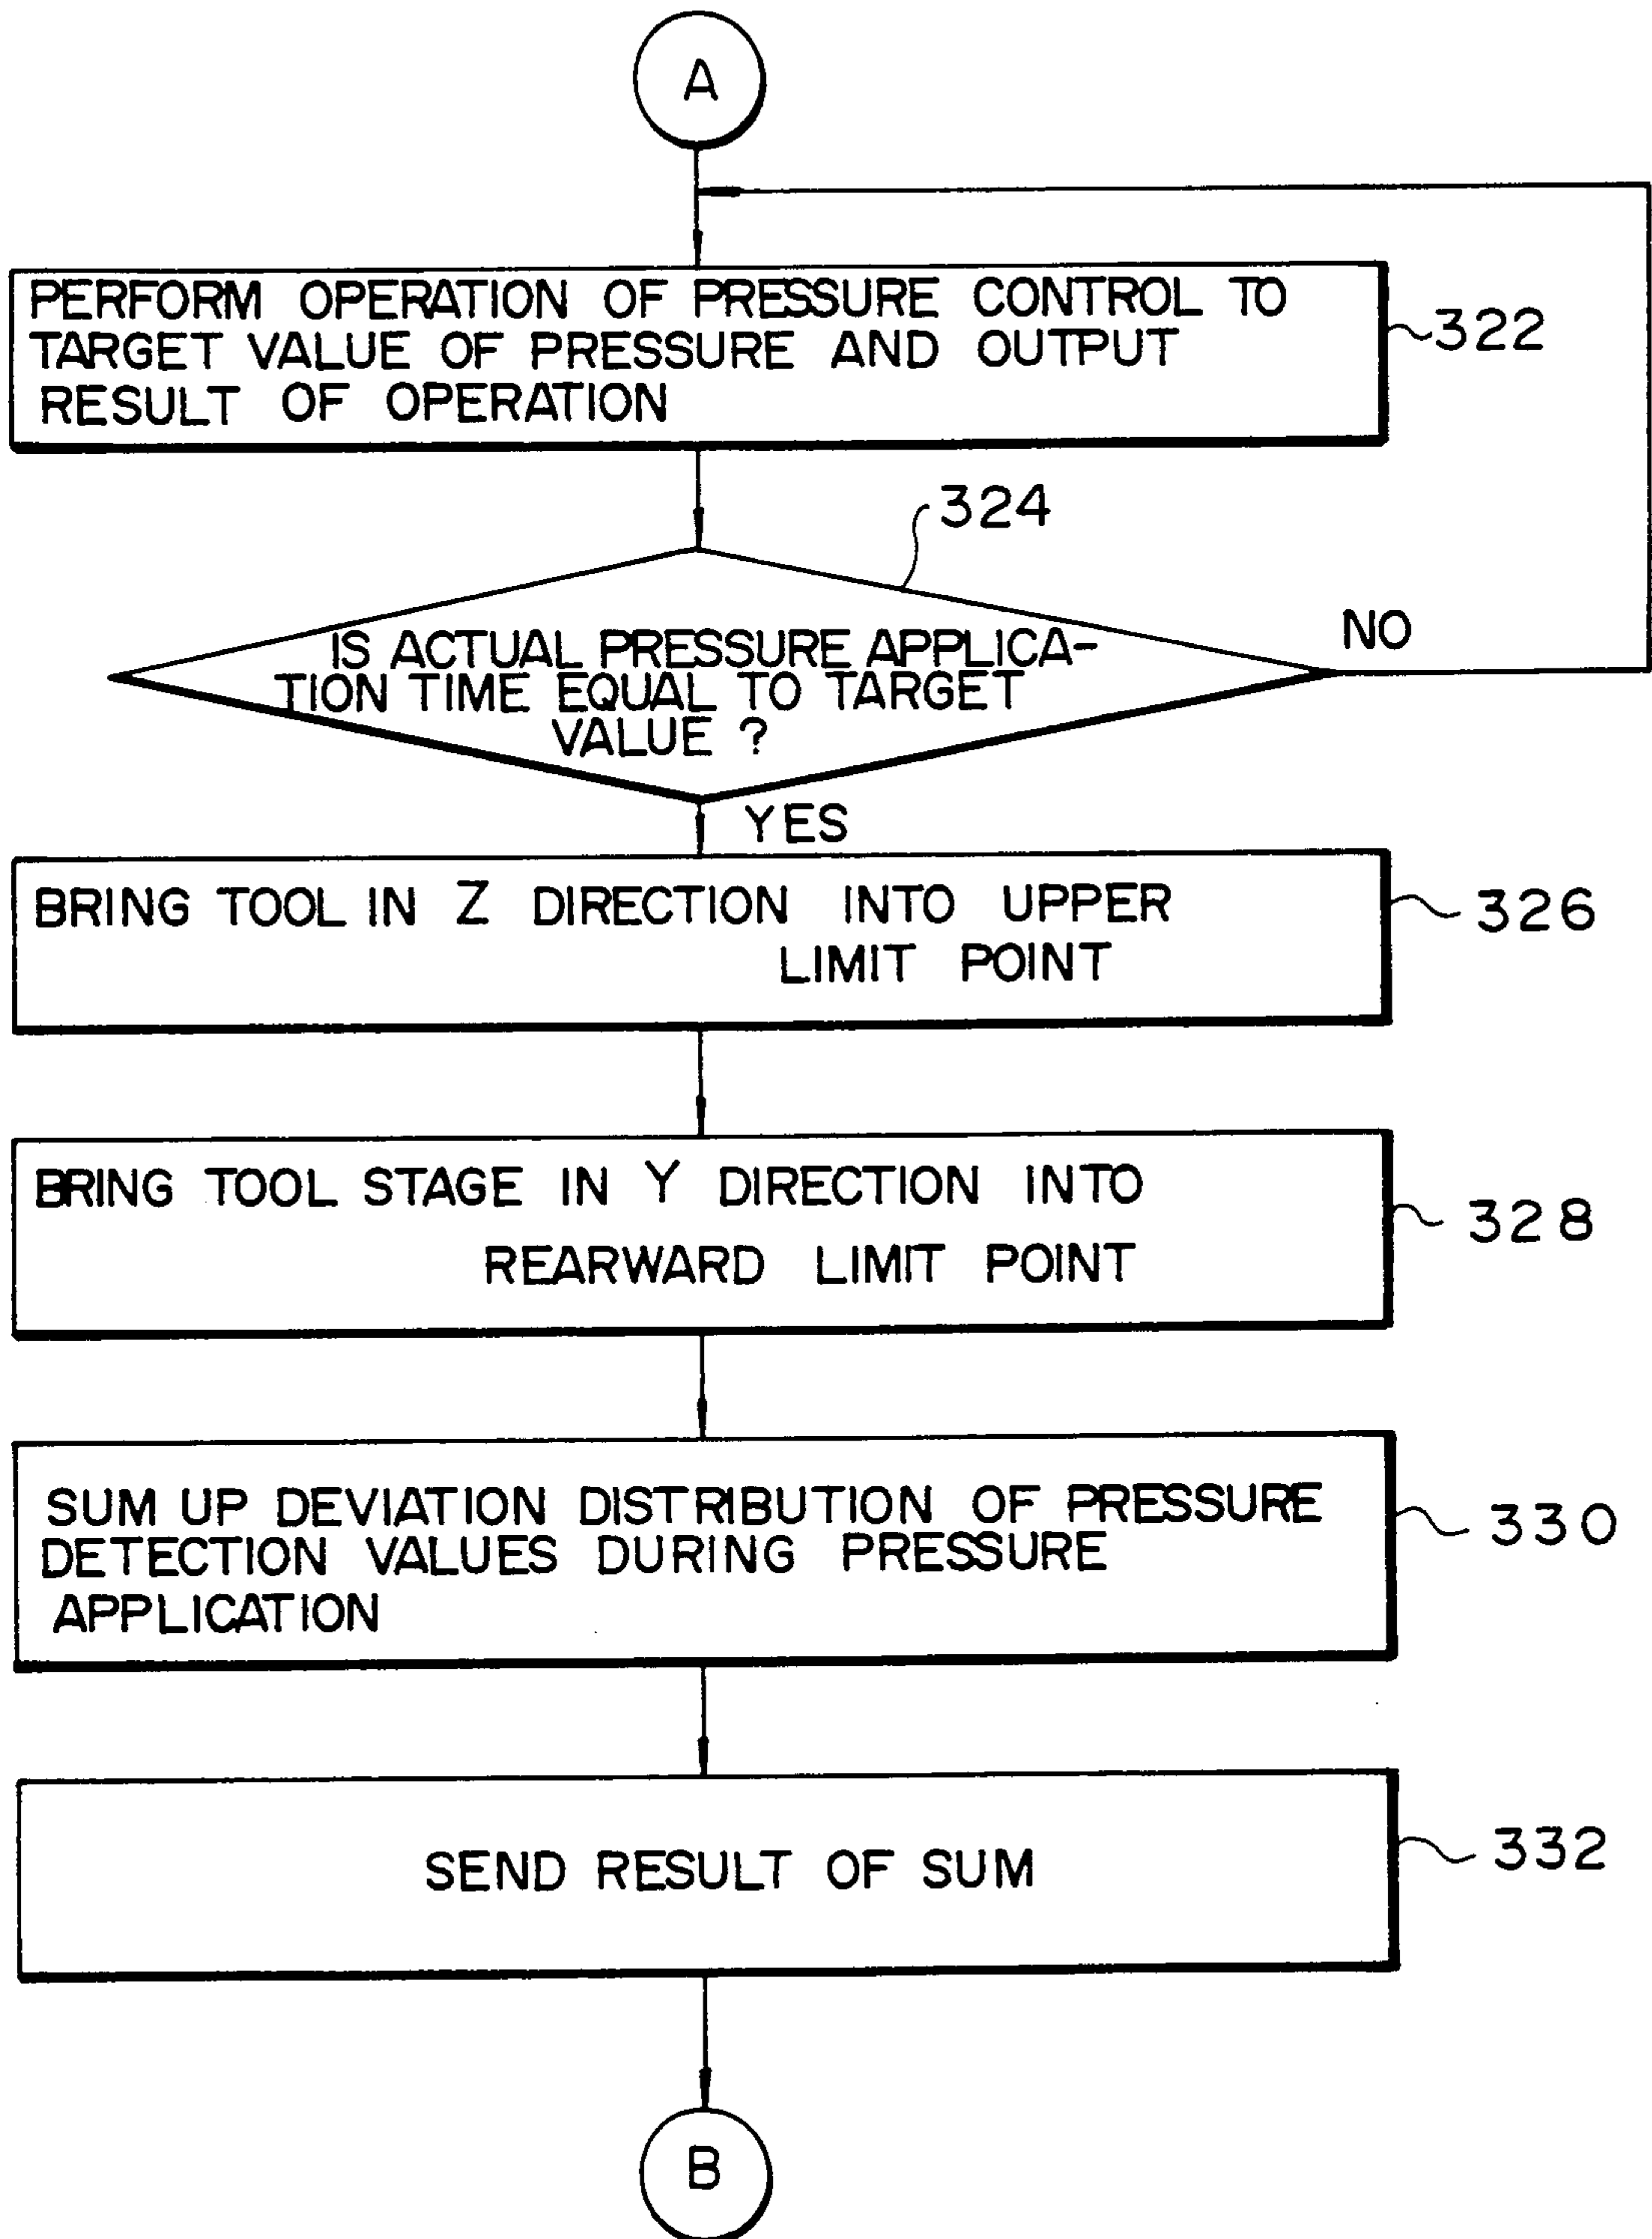 A
PERFORM OPERATION OF PRESSURE CONTROL TO
TARGET VALUE OF PRESSURE AND OUTPUT
RESULT OF OPERATION
322
324
IS ACTUAL PRESSURE APPLICA-
TION TIME EQUAL TO TARGET
VALUE ?
NO
YES
BRING TOOL IN Z DIRECTION INTO UPPER
LIMIT POINT
326
BRING TOOL STAGE IN Y DIRECTION INTO
REARWARD LIMIT POINT
328
SUM UP DEVIATION DISTRIBUTION OF PRESSURE
DETECTION VALUES DURING PRESSURE
APPLICATION
330
SEND RESULT OF SUM
332
B